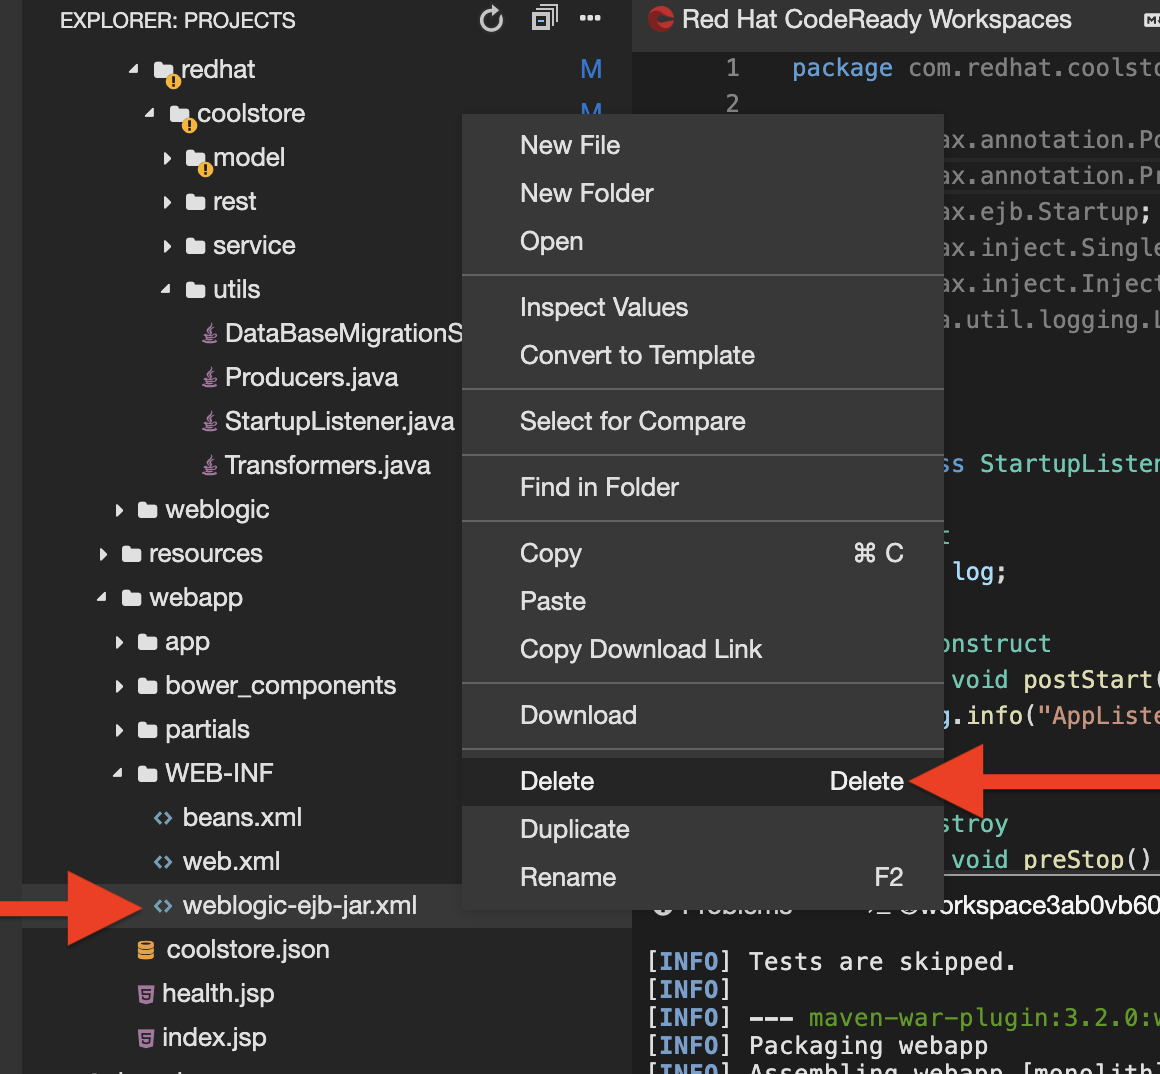 EXPLORER: PROJECTS
redhat M
coolstore M
model
rest
service
utils
DataBaseMigrationS
Producers.java
StartupListener.java
Transformers.java
weblogic
resources
webapp
app
bower_components
partials
WEB-INF
beans.xml
web.xml
weblogic-ejb-jar.xml
coolstore.json
health.jsp
index.jsp
New File
New Folder
Open
Inspect Values
Convert to Template
Select for Compare
Find in Folder
Copy ⌘ C
Paste
Copy Download Link
Download
Delete Delete
Duplicate
Rename F2
Red Hat CodeReady Workspaces
1 package com.redhat.coolsto
2
ax.annotation.Po
ax.annotation.Pr
ax.ejb.Startup;
ax.inject.Single
ax.inject.Inject
a.util.logging.L
ss StartupListen
t
log;
onstruct
void postStart(
g.info("AppListe
stroy
void preStop()
Problems >_ workspace3ab0vb60
[INFO] Tests are skipped.
[INFO]
[INFO] --- maven-war-plugin:3.2.0:w
[INFO] Packaging webapp
[INFO] Assembling webapp [monolith]